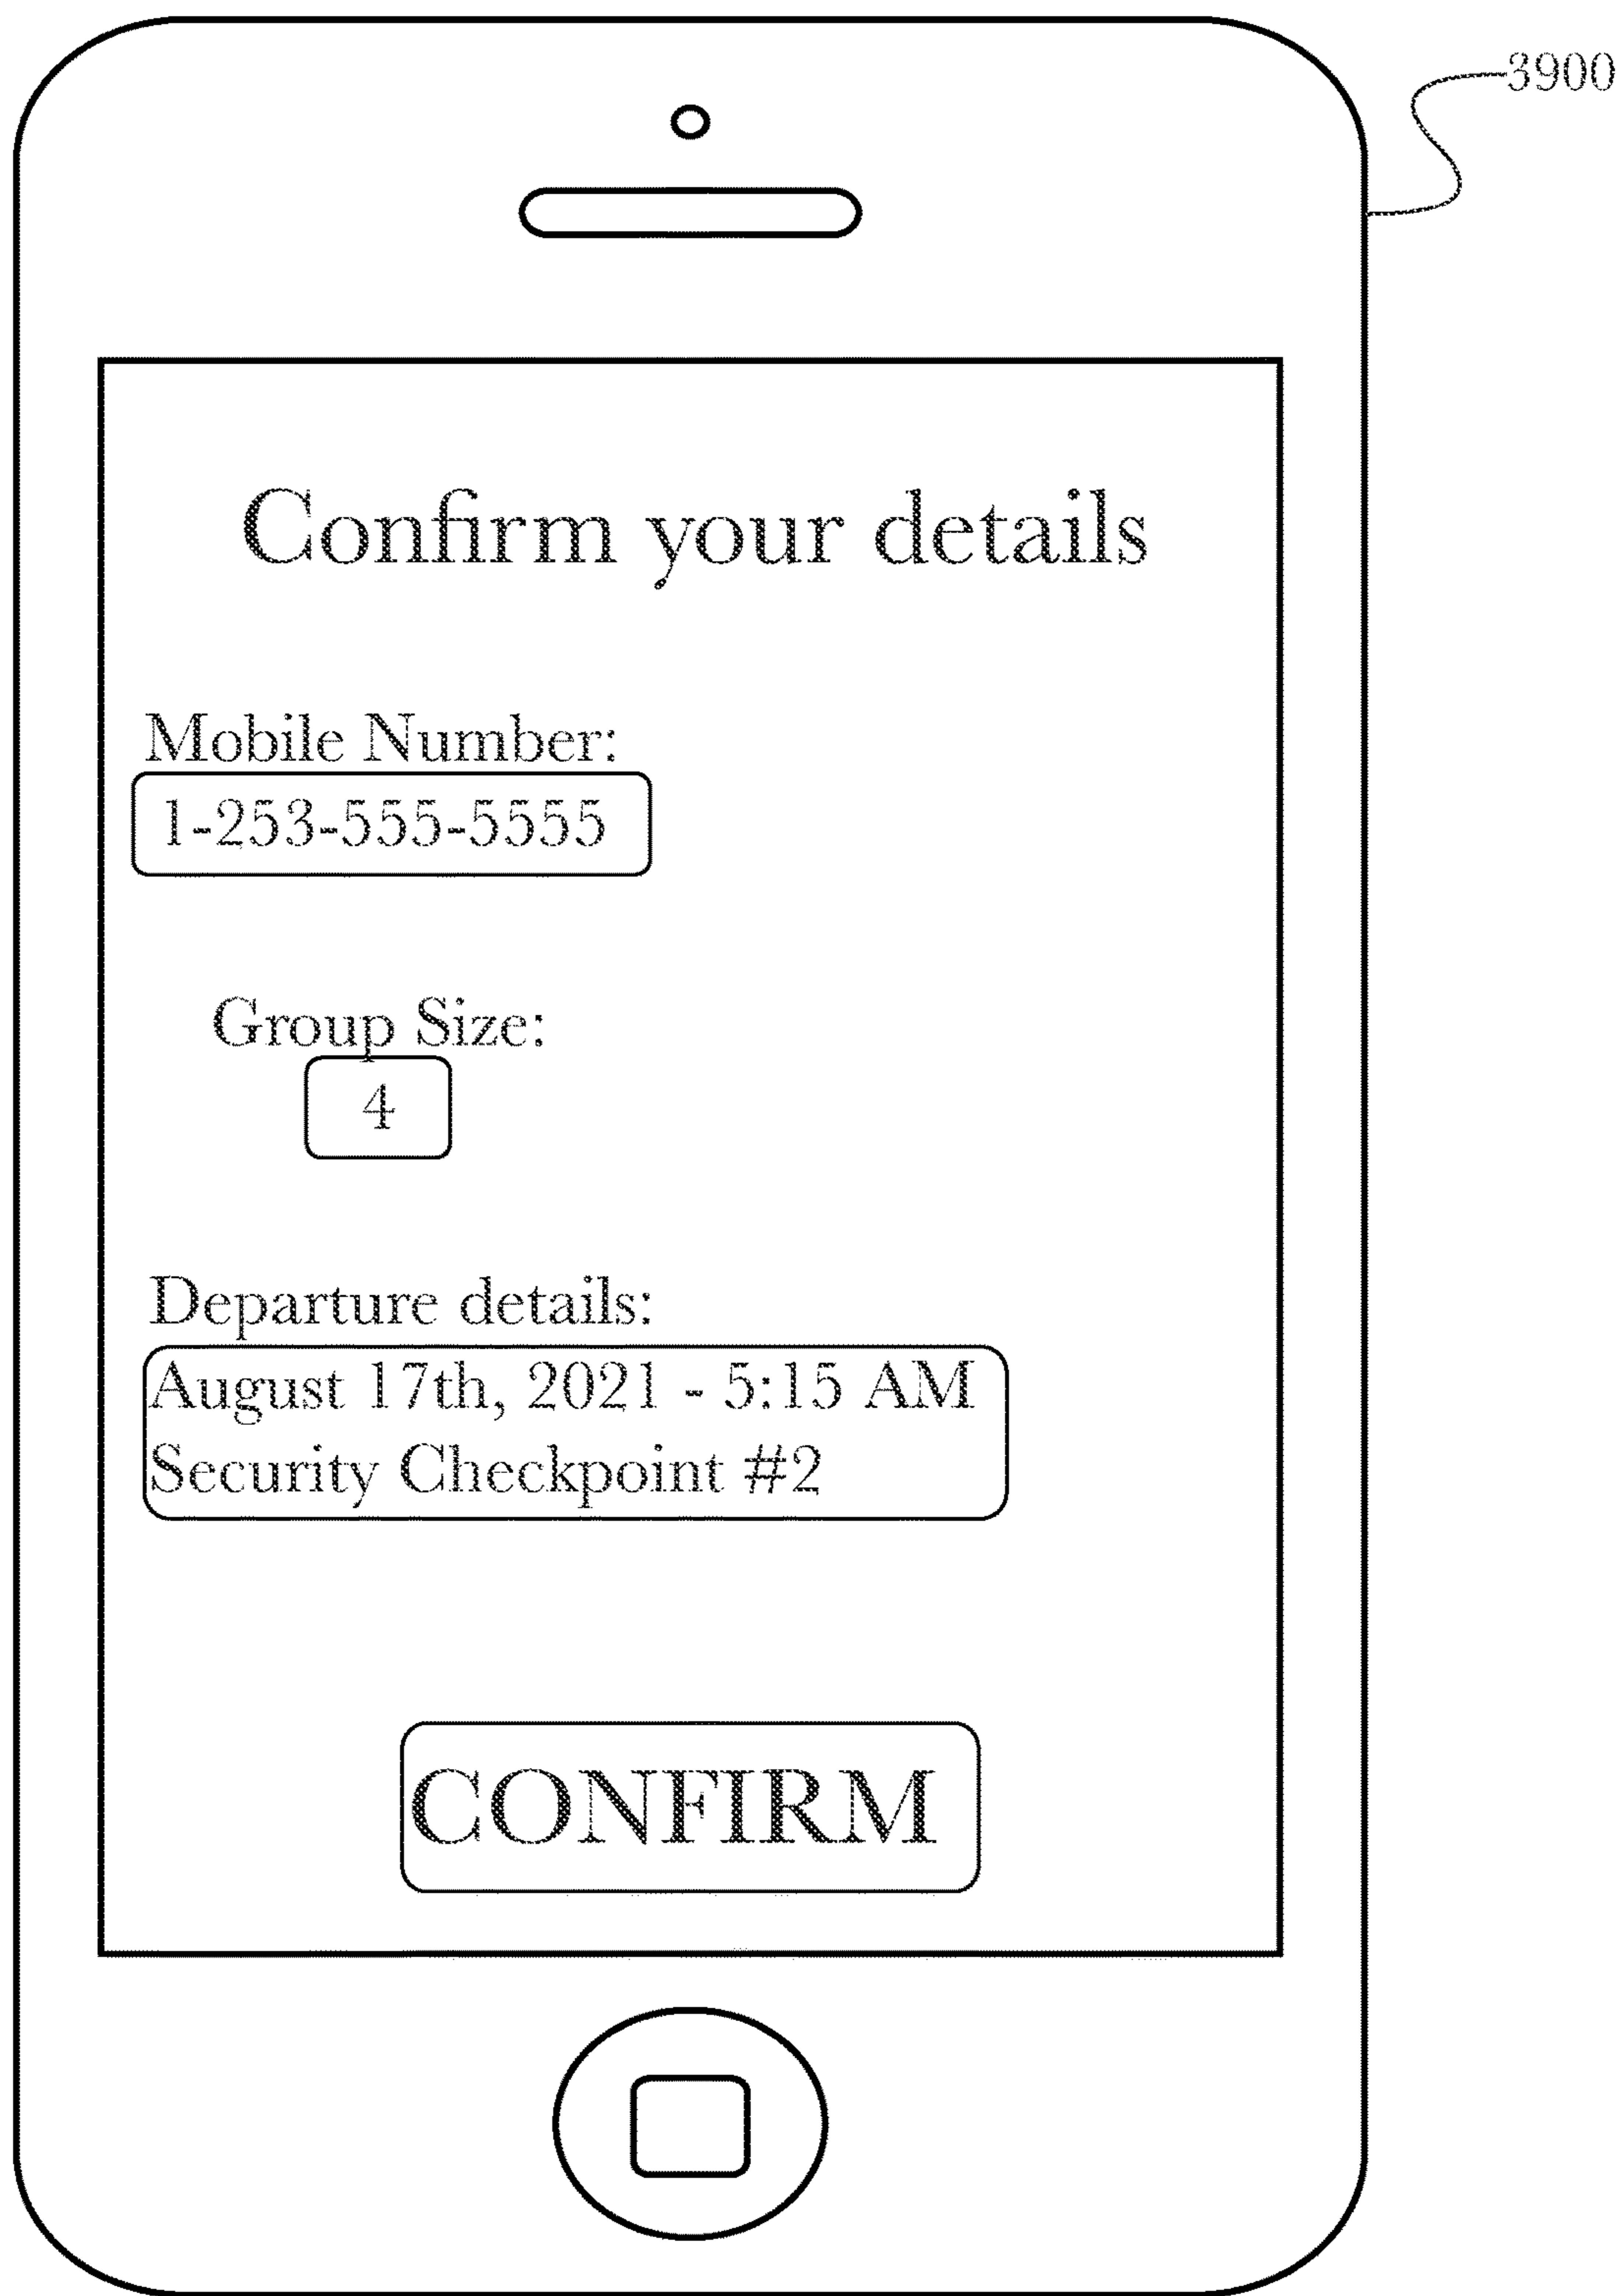 3900
Confirm your details
Mobile Number:
1-253-555-5555
Group Size:
4
Departure details:
August 17th, 2021 - 5:15 AM
Security Checkpoint #2
CONFIRM